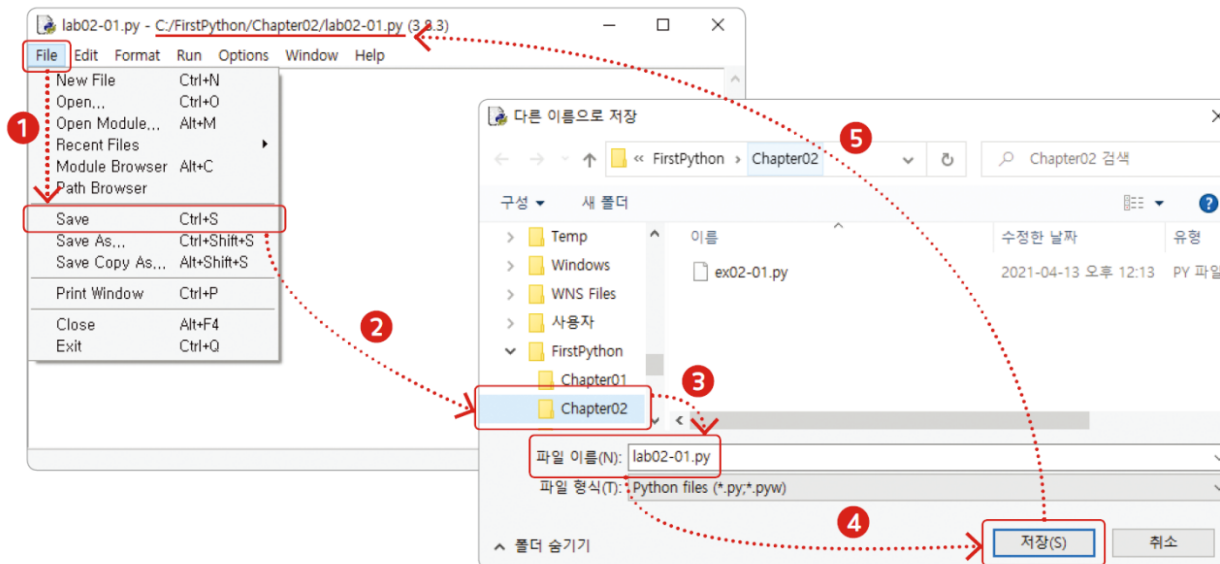 lab02-01.py - C:/FirstPython/Chapter02/lab02-01.py (3.8.3)
File Edit Format Run Options Window Help
New File Ctrl+N
Open... Ctrl+O
Open Module... Alt+M
Recent Files
Module Browser Alt+C
Path Browser
Save Ctrl+S
Save As... Ctrl+Shift+S
Save Copy As... Alt+Shift+S
Print Window Ctrl+P
Close Alt+F4
Exit Ctrl+Q
1
2
다른 이름으로 저장
5
« FirstPython › Chapter02
Chapter02 검색
구성 새 폴더
이름 수정한 날짜 유형
Temp
Windows
WNS Files
사용자
FirstPython
Chapter01
Chapter02
ex02-01.py 2021-04-13 오후 12:13 PY 파일
3
파일 이름(N): lab02-01.py
파일 형식(T): Python files (*.py;*.pyw)
4
폴더 숨기기
저장(S) 취소